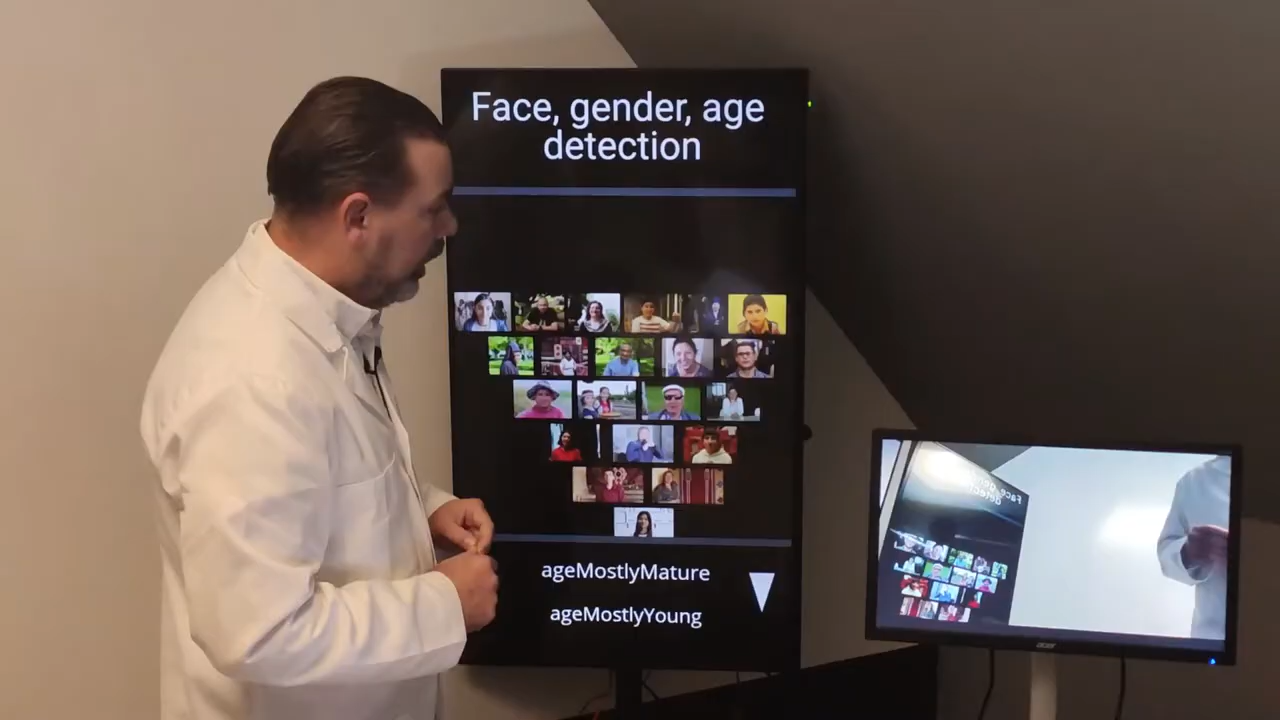 Face, gender, age
detection
ageMostlyMature
ageMostlyYoung
acer